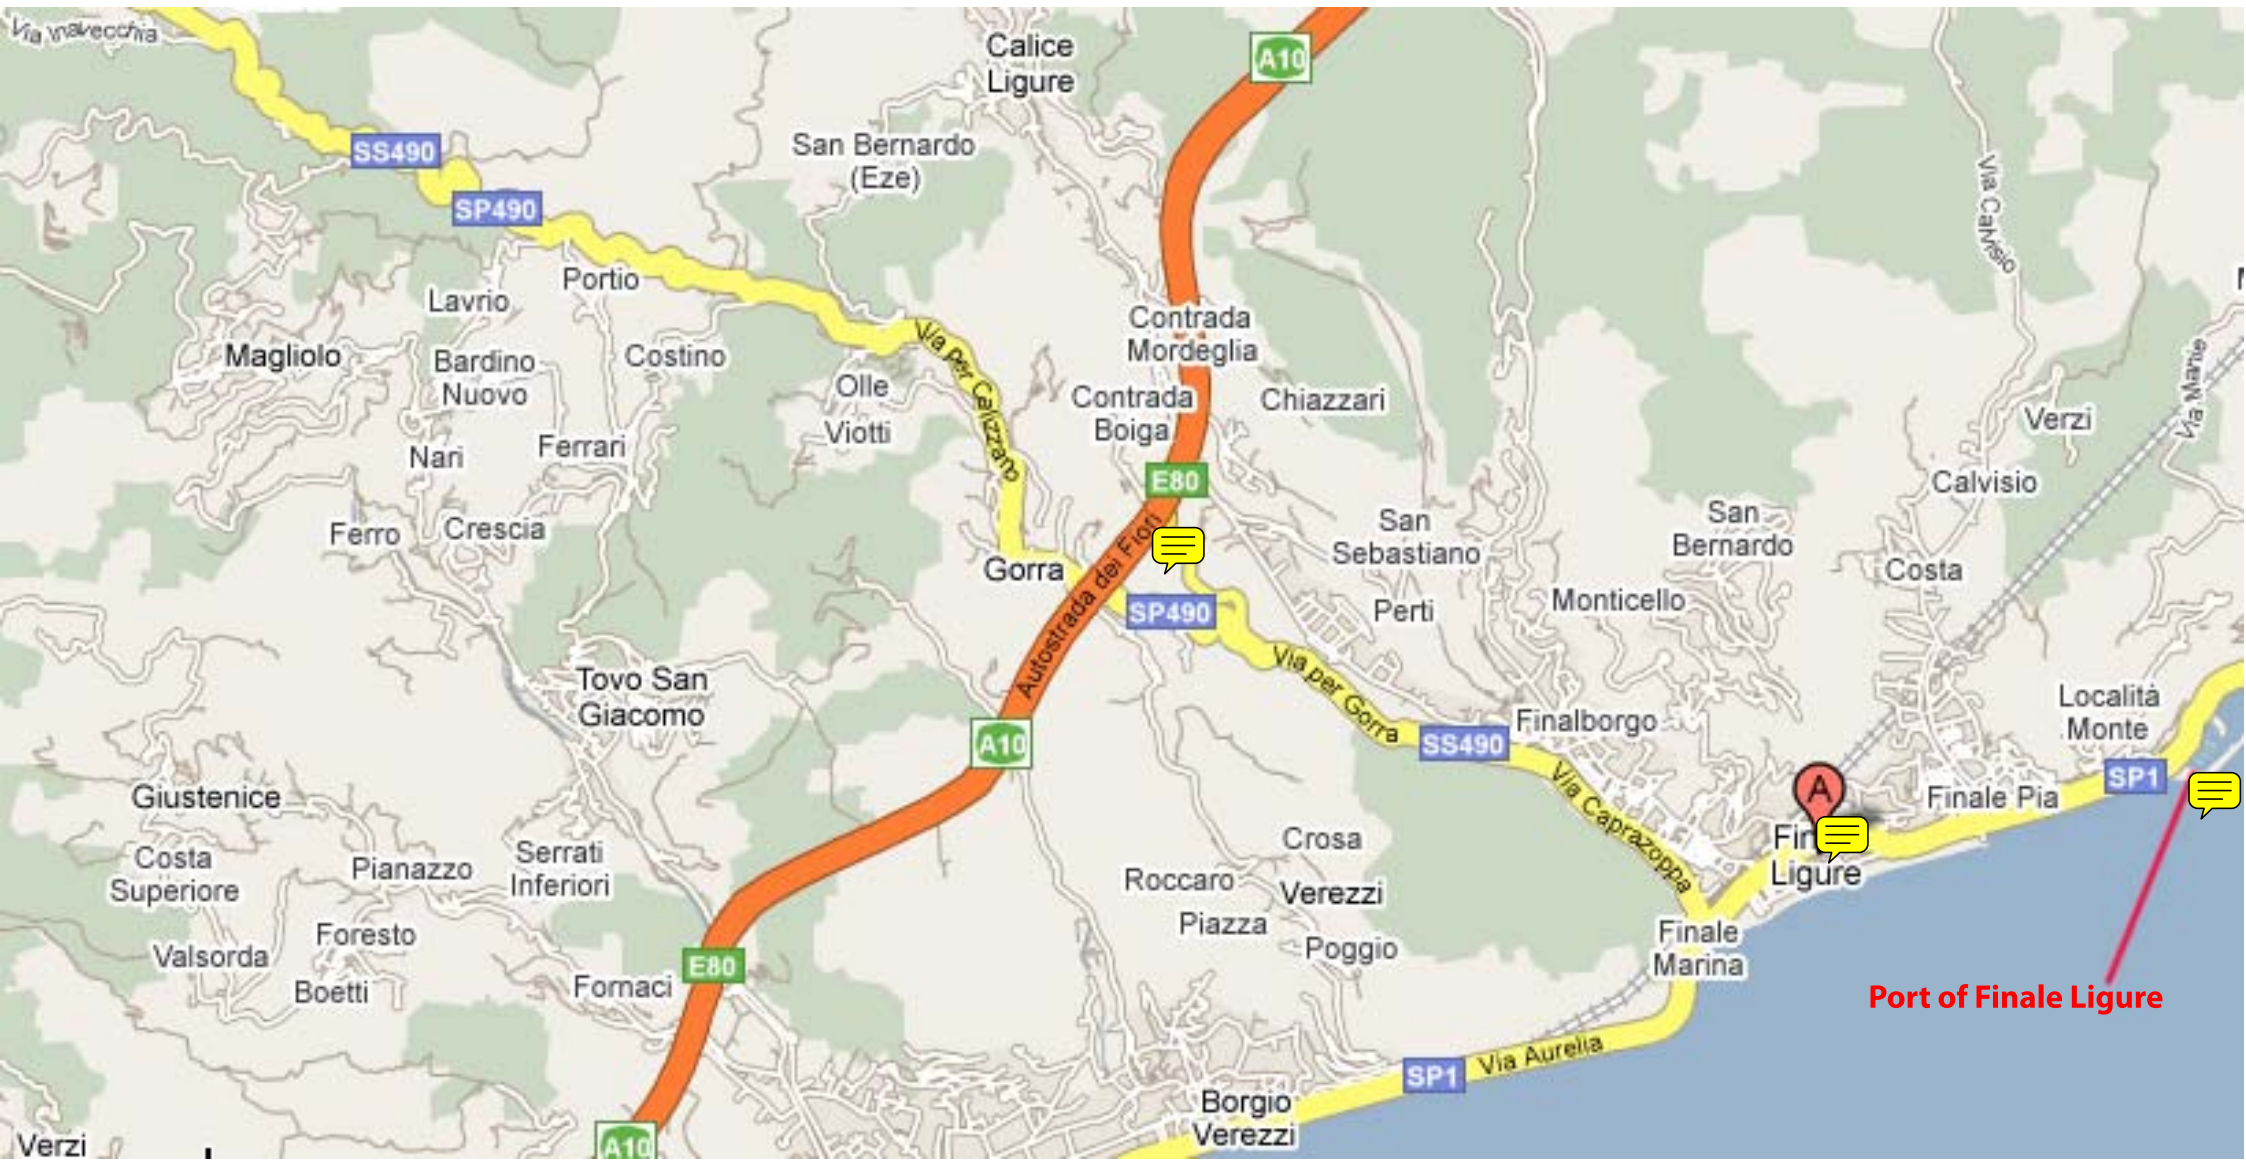 Via
Calice
Ligure
A10
SS490
San Bernardo
(Eze)
SP490
Via Calvisio
Portio
Lavrio
Contrada
Mordeglia
Via per Calizzano
Magliolo
Bardino
Nuovo
Costino
Olle
Viotti
Contrada
Boiga
Chiazzari
Via Manie
Verzi
Nari
Ferrari
E80
Calvisio
Ferro
Crescia
San
Sebastiano
San
Bernardo
Gorra
Autostrada dei Fiori
SP490
Perti
Monticello
Costa
Tovo San
Giacomo
Via per Gorra
Finalborgo
Località
Monte
A10
SS490
SP1
Giustenice
Via Caprazoppa
A
Finale Pia
Costa
Superiore
Pianazzo
Serrati
Inferiori
Crosa
Roccaro
Verezzi
Ligure
Piazza
Foresto
Valsorda
Poggio
Finale
Marina
E80
Boetti
Fornaci
Port of Finale Ligure
Via Aurelia
SP1
Borgio
Verezzi
Verzi
A10